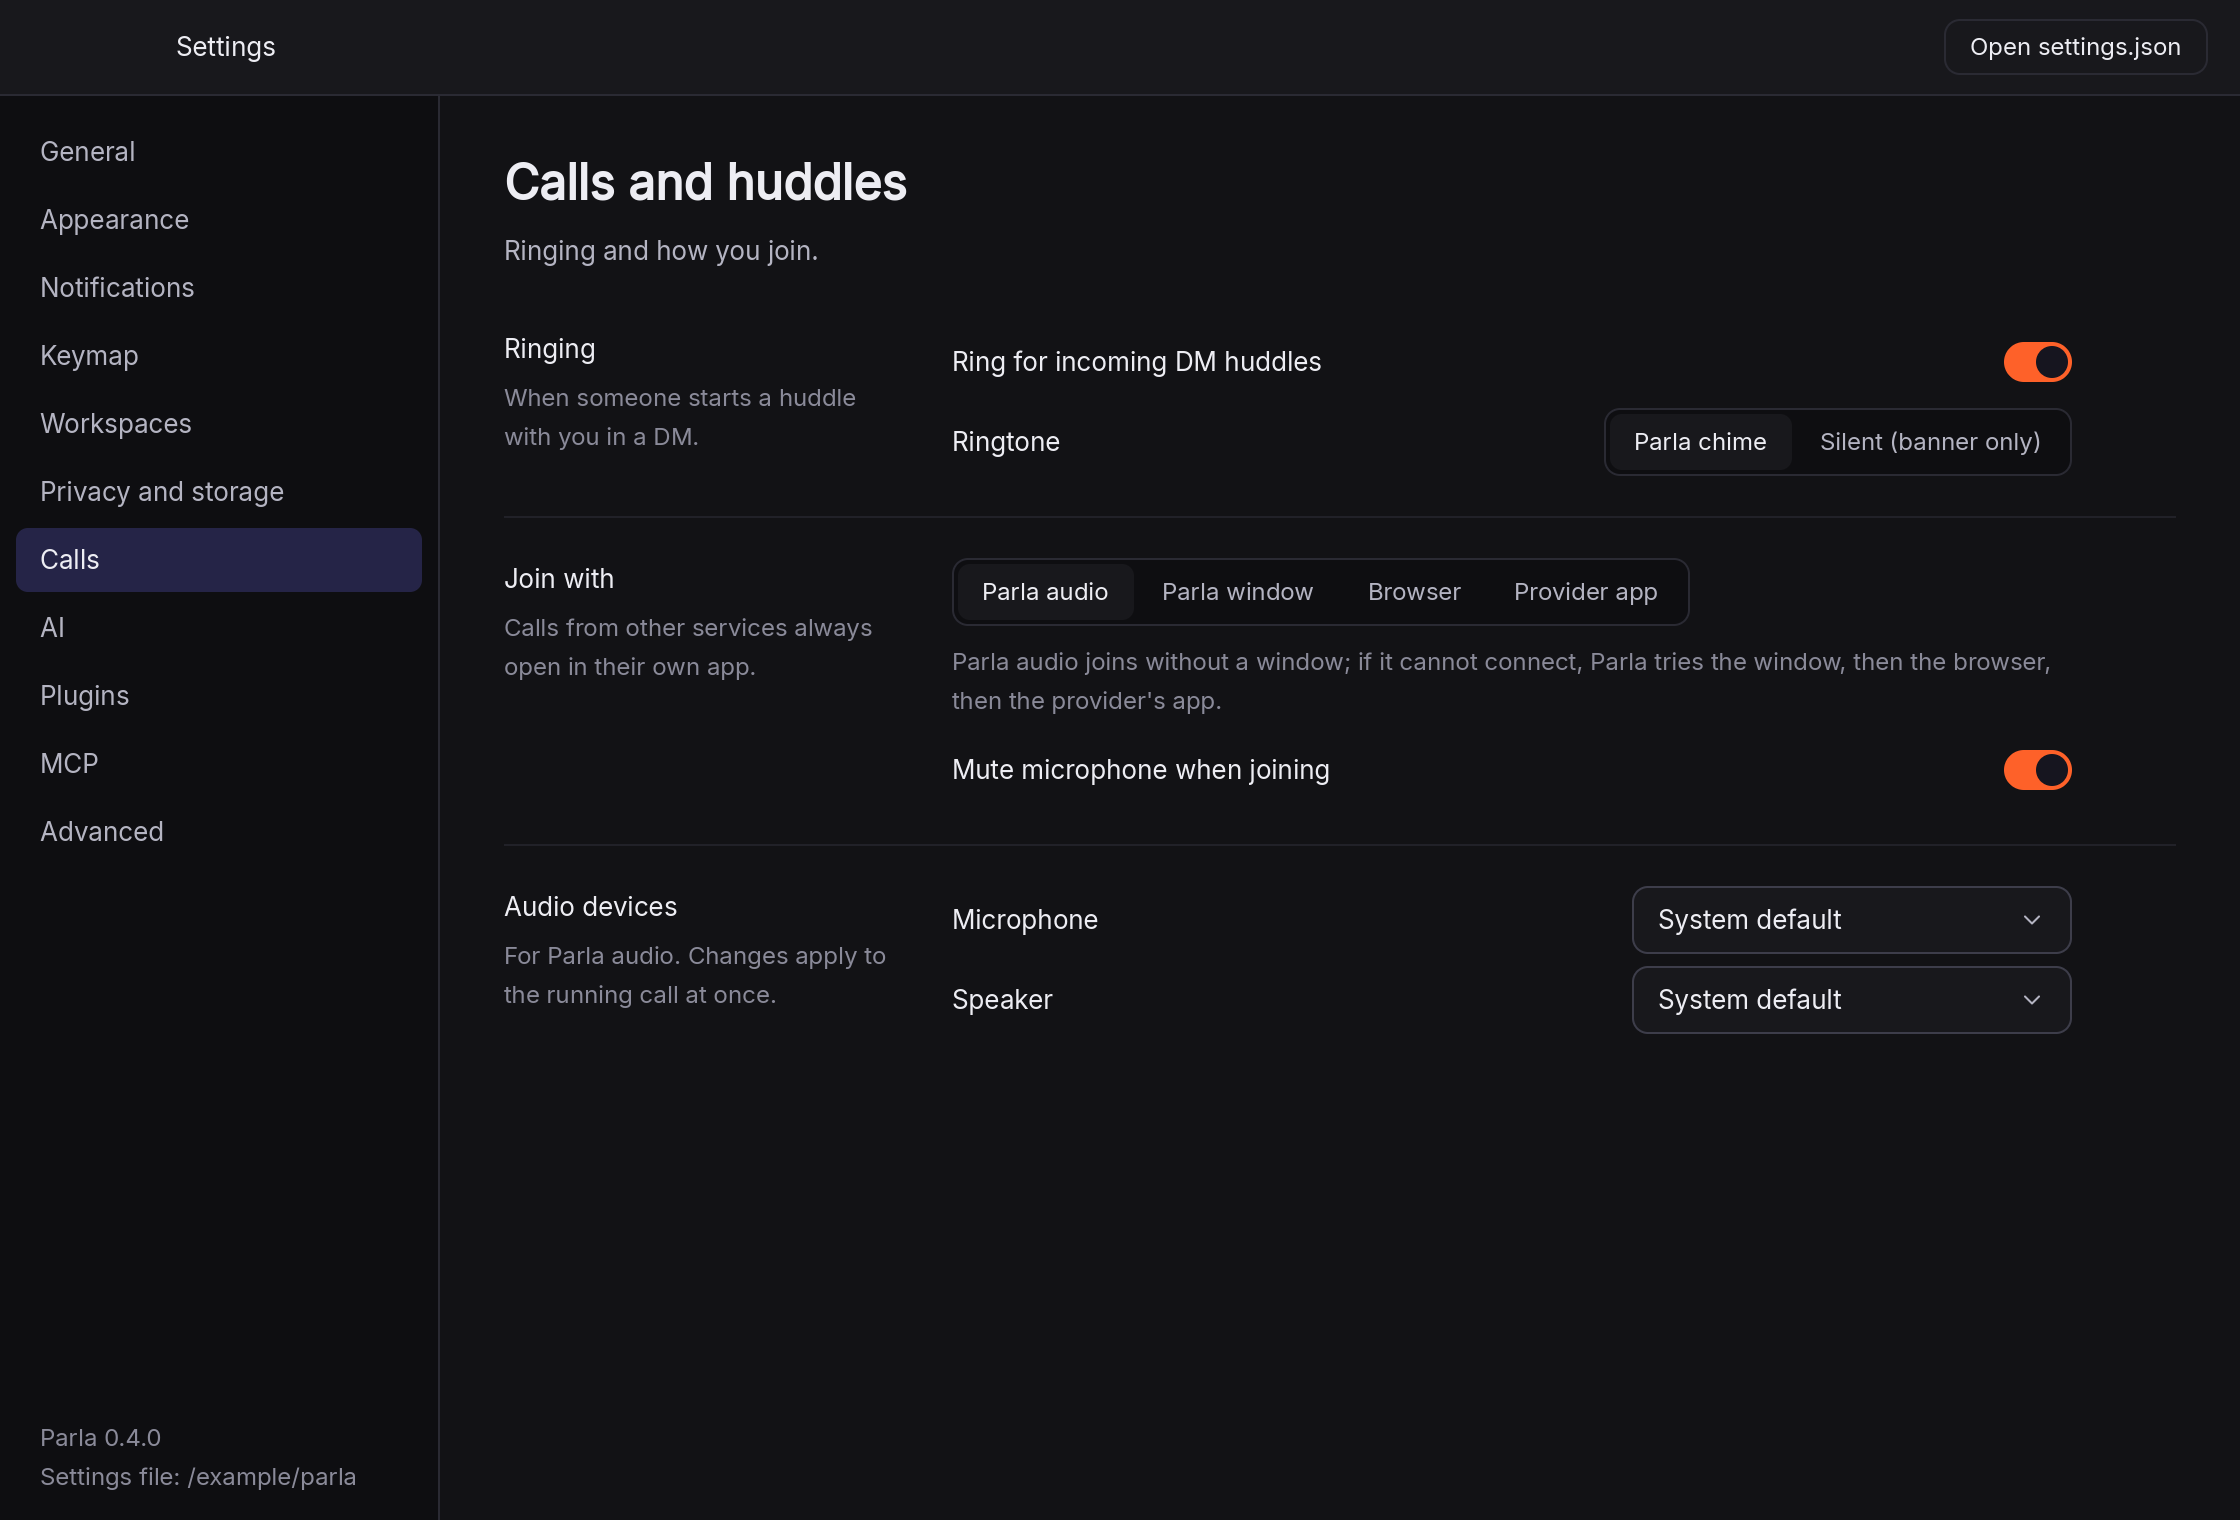 Settings
Open settings.json
General
Appearance
Notifications
Keymap
Workspaces
Privacy and storage
Calls
AI
Plugins
MCP
Advanced
Parla 0.4.0
Settings file: /example/parla
Calls and huddles
Ringing and how you join.
Ringing
When someone starts a huddle
with you in a DM.
Ring for incoming DM huddles
Ringtone
Parla chime
Silent (banner only)
Join with
Calls from other services always
open in their own app.
Parla audio
Parla window
Browser
Provider app
Parla audio joins without a window; if it cannot connect, Parla tries the window, then the browser,
then the provider's app.
Mute microphone when joining
Audio devices
For Parla audio. Changes apply to
the running call at once.
Microphone
System default
Speaker
System default